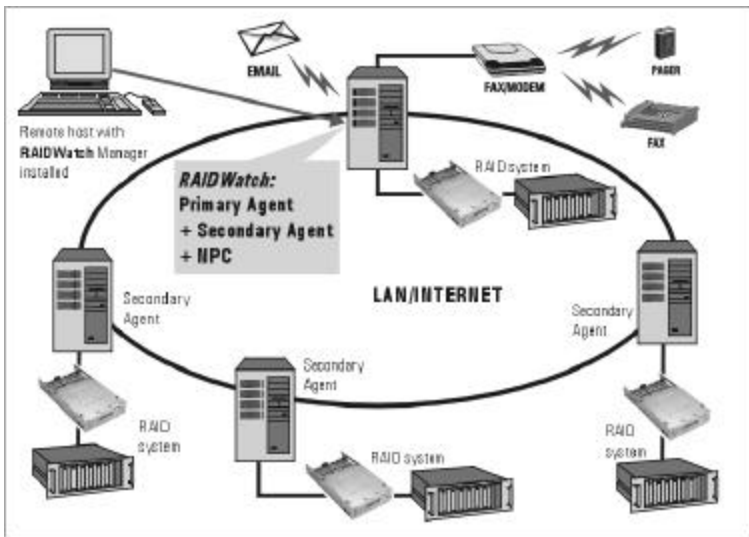 EMAIL
FAX/MODEM
PAGER
FAX
Remote host with
RAIDWatch Manager
installed
RAIDWatch:
Primary Agent
+ Secondary Agent
+ NPC
RAID system
LAN/INTERNET
Secondary
Agent
Secondary
Agent
Secondary
Agent
RAID
system
RAID system
RAID
system